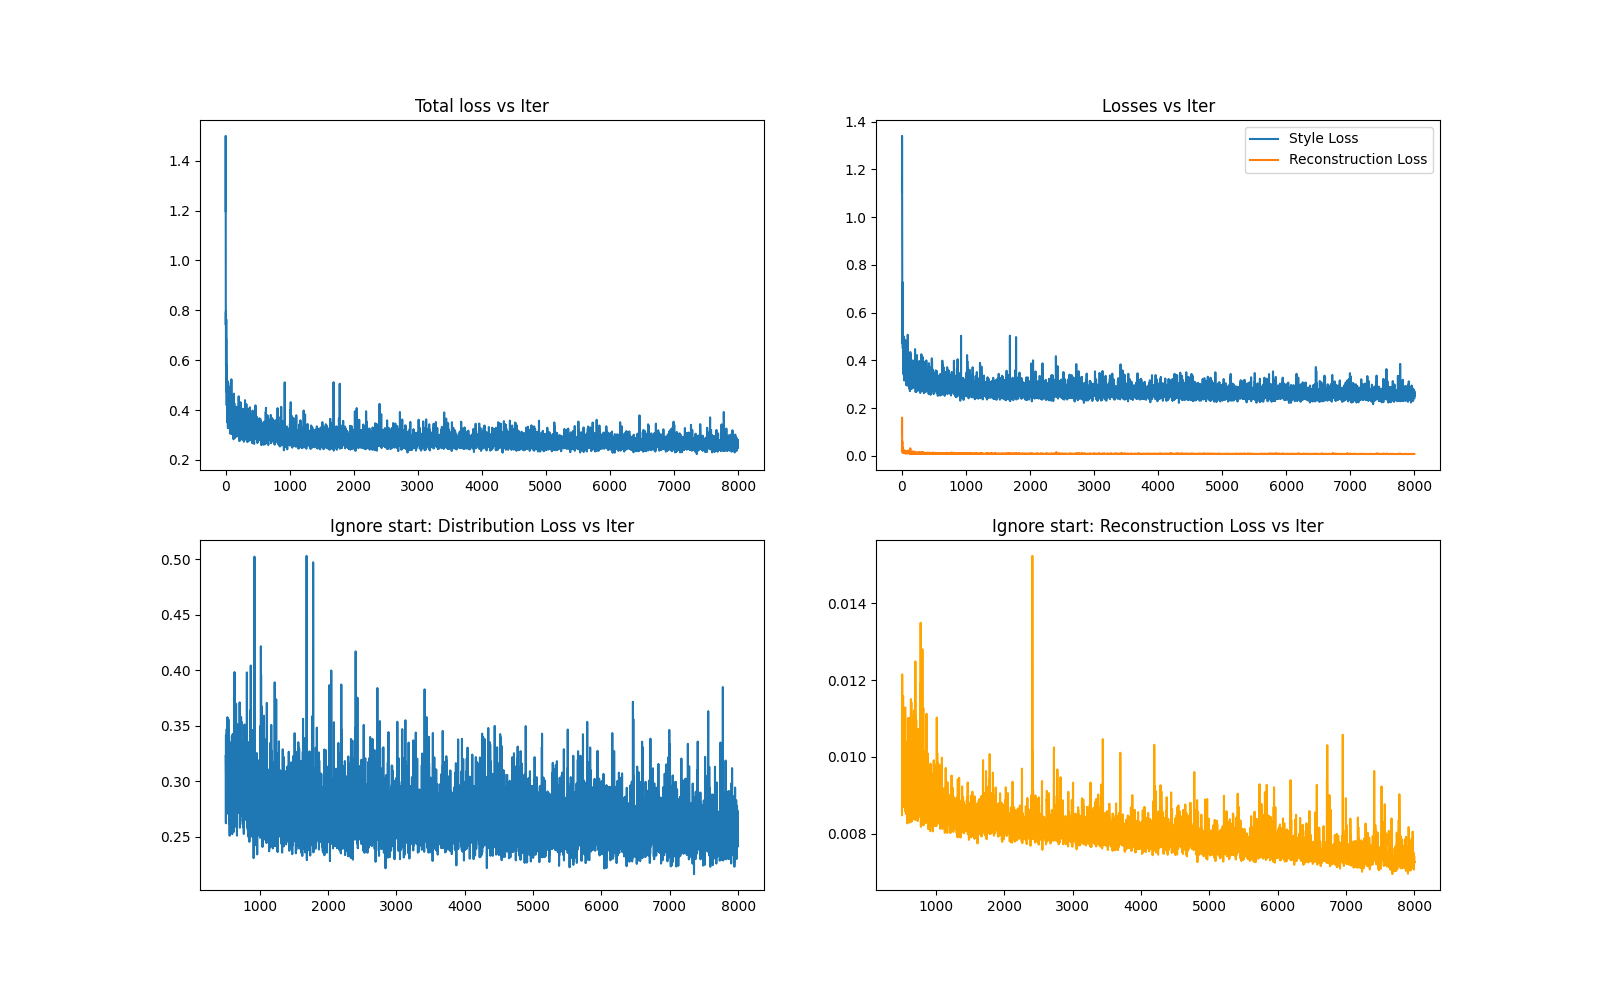 Total loss vs Iter
1.4
1.2
1.0
0.8
0.6
0.4
0.2
0 1000 2000 3000 4000 5000 6000 7000 8000
Losses vs Iter
1.4
1.2
1.0
0.8
0.6
0.4
0.2
0.0
Style Loss
Reconstruction Loss
0 1000 2000 3000 4000 5000 6000 7000 8000
Ignore start: Distribution Loss vs Iter
0.50
0.45
0.40
0.35
0.30
0.25
1000 2000 3000 4000 5000 6000 7000 8000
Ignore start: Reconstruction Loss vs Iter
0.014
0.012
0.010
0.008
1000 2000 3000 4000 5000 6000 7000 8000